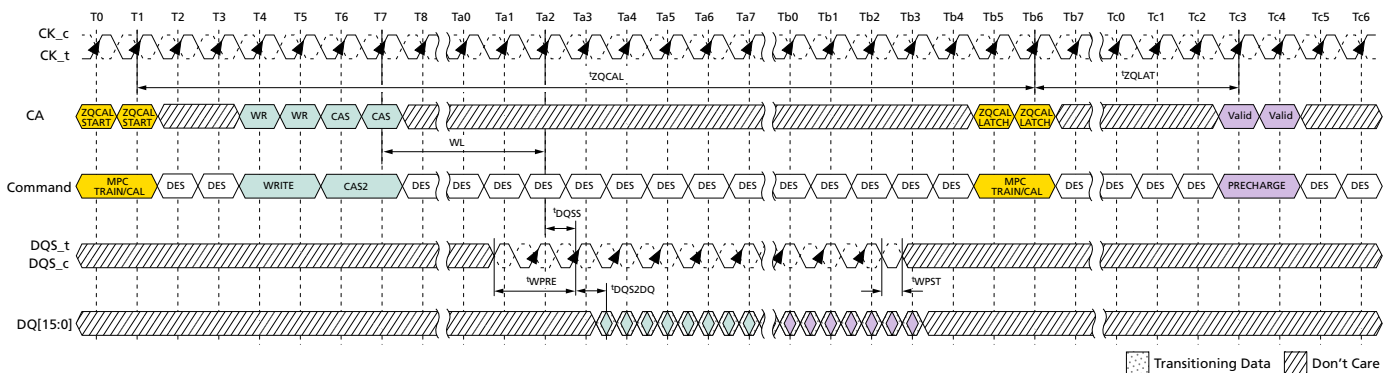 T0 T1 T2 T3 T4 T5 T6 T7 T8 Ta0 Ta1 Ta2 Ta3 Ta4 Ta5 Ta6 Ta7 Tb0 Tb1 Tb2 Tb3 Tb4 Tb5 Tb6 Tb7 Tc0 Tc1 Tc2 Tc3 Tc4 Tc5 Tc6
CK_c
CK_t
tZQCAL tZQLAT
CA ZQCAL START ZQCAL START WR WR CAS CAS ZQCAL LATCH ZQCAL LATCH Valid Valid
WL
Command MPC TRAIN/CAL DES DES WRITE CAS2 DES DES DES DES DES DES DES DES DES DES DES DES DES DES MPC TRAIN/CAL DES DES DES DES PRECHARGE DES DES
tDQSS
DQS_t
DQS_c
tWPRE tDQS2DQ tWPST
DQ[15:0]
Transitioning Data Don't Care